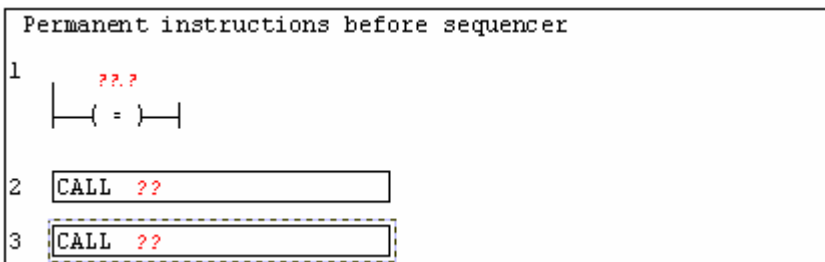 Permanent instructions before sequencer
1
??.?
( = )
2 CALL ??
3 CALL ??